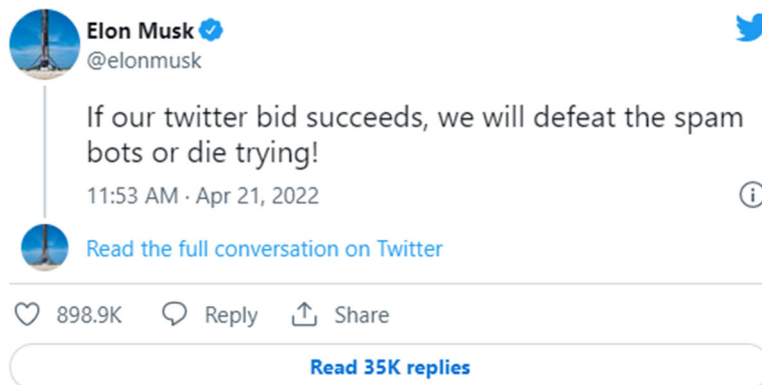 Elon Musk
@elonmusk
If our twitter bid succeeds, we will defeat the spam
bots or die trying!
11:53 AM · Apr 21, 2022
Read the full conversation on Twitter
898.9K Reply Share
Read 35K replies